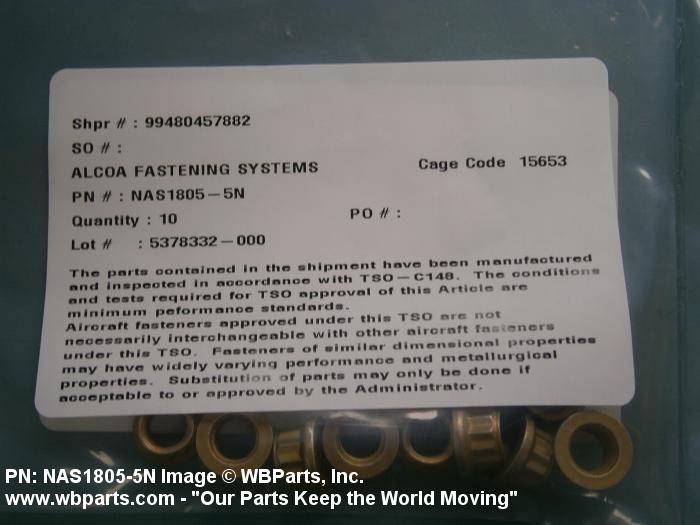 Shpr # : 99480457882
SO # :
ALCOA FASTENING SYSTEMS Cage Code 15653
PN # : NAS1805-5N
Quantity : 10 PO # :
Lot # : 5378332-000
The parts contained in the shipment have been manufactured
and inspected in accordance with TSO-C148. The conditions
and tests required for TSO approval of this Article are
minimum peformance standards.
Aircraft fasteners approved under this TSO are not
necessarily interchangeable with other aircraft fasteners
under this TSO. Fasteners of similar dimensional properties
may have widely varying performance and metallurgical
properties. Substitution of parts may only be done if
acceptable to or approved by the Administrator.
PN: NAS1805-5N Image © WBParts, Inc.
www.wbparts.com - "Our Parts Keep the World Moving"